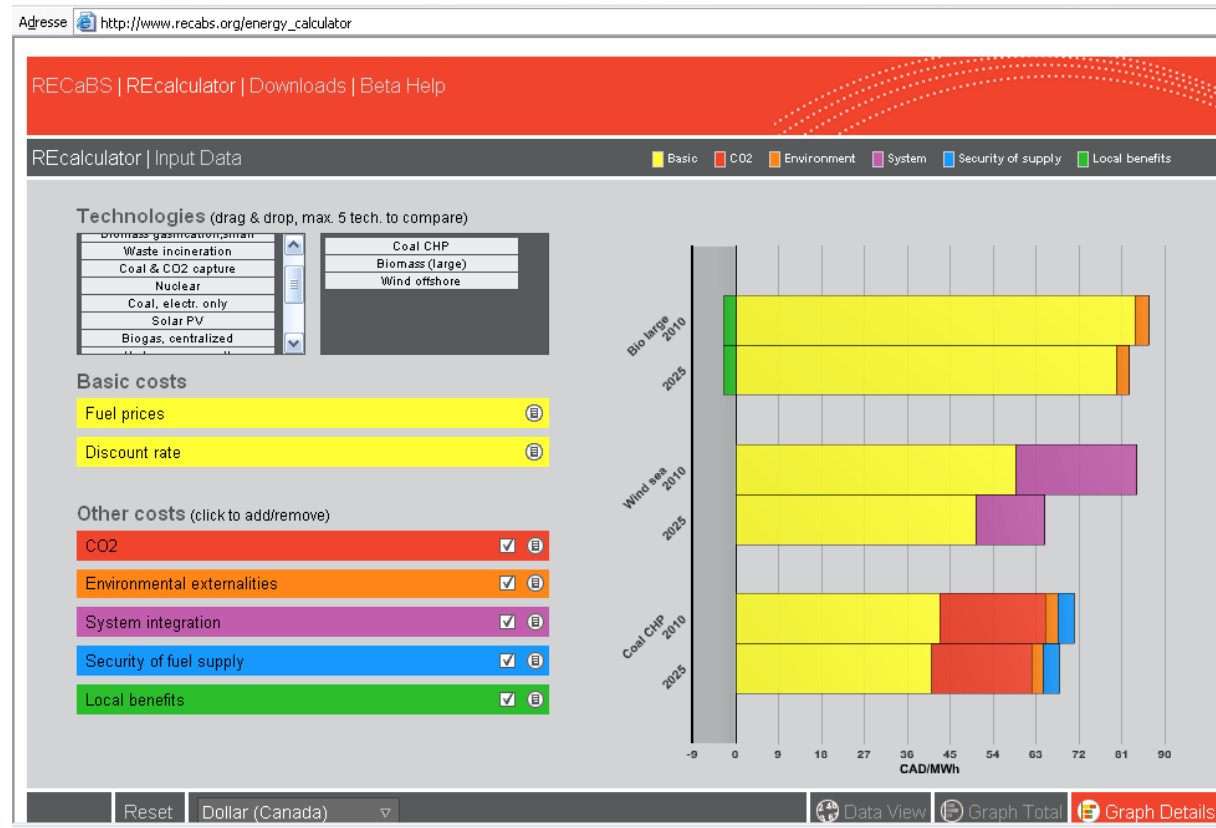 Adresse http://www.recabs.org/energy_calculator
RECaBS | REcalculator | Downloads | Beta Help
REcalculator | Input Data
Basic CO2 Environment System Security of supply Local benefits
Technologies (drag & drop, max. 5 tech. to compare)
Biomass gasification,small
Waste incineration
Coal & CO2 capture
Nuclear
Coal, electr. only
Solar PV
Biogas, centralized
Coal CHP
Biomass (large)
Wind offshore
Basic costs
Fuel prices
Discount rate
Other costs (click to add/remove)
CO2
Environmental externalities
System integration
Security of fuel supply
Local benefits
Bio large
2010
2025
Wind sea
2010
2025
Coal CHP
2010
2025
-9 0 9 18 27 36 45 54 63 72 81 90
CAD/MWh
Reset Dollar (Canada) Data View Graph Total Graph Details